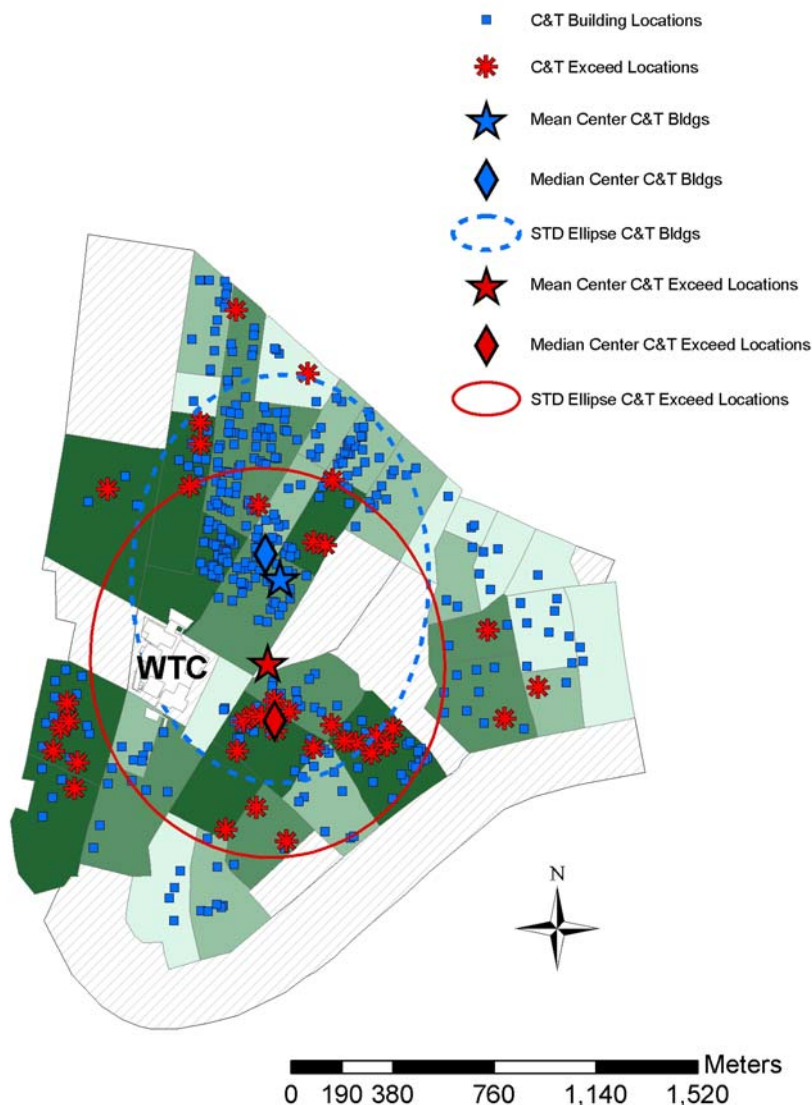 C&T Building Locations
C&T Exceed Locations
Mean Center C&T Bldgs
Median Center C&T Bldgs
STD Ellipse C&T Bldgs
Mean Center C&T Exceed Locations
Median Center C&T Exceed Locations
STD Ellipse C&T Exceed Locations
WTC
N
Meters
0 190 380 760 1,140 1,520